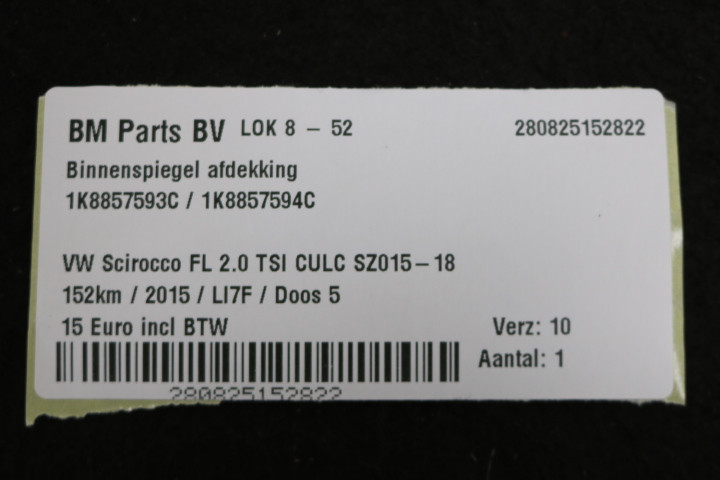 BM Parts BV LOK 8 - 52 280825152822
Binnenspiegel afdekking
1K8857593C / 1K8857594C
VW Scirocco FL 2.0 TSI CULC SZ015-18
152km / 2015 / LI7F / Doos 5
15 Euro incl BTW Verz: 10
Aantal: 1
280825152822